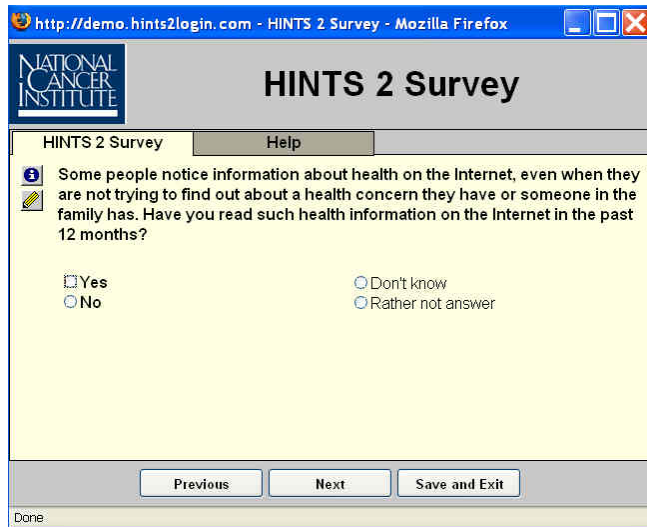 http://demo.hints2login.com - HINTS 2 Survey - Mozilla Firefox
NATIONAL
CANCER
INSTITUTE
HINTS 2 Survey
HINTS 2 Survey
Help
Some people notice information about health on the Internet, even when they
are not trying to find out about a health concern they have or someone in the
family has. Have you read such health information on the Internet in the past
12 months?
Yes
Don't know
No
Rather not answer
Previous
Next
Save and Exit
Done